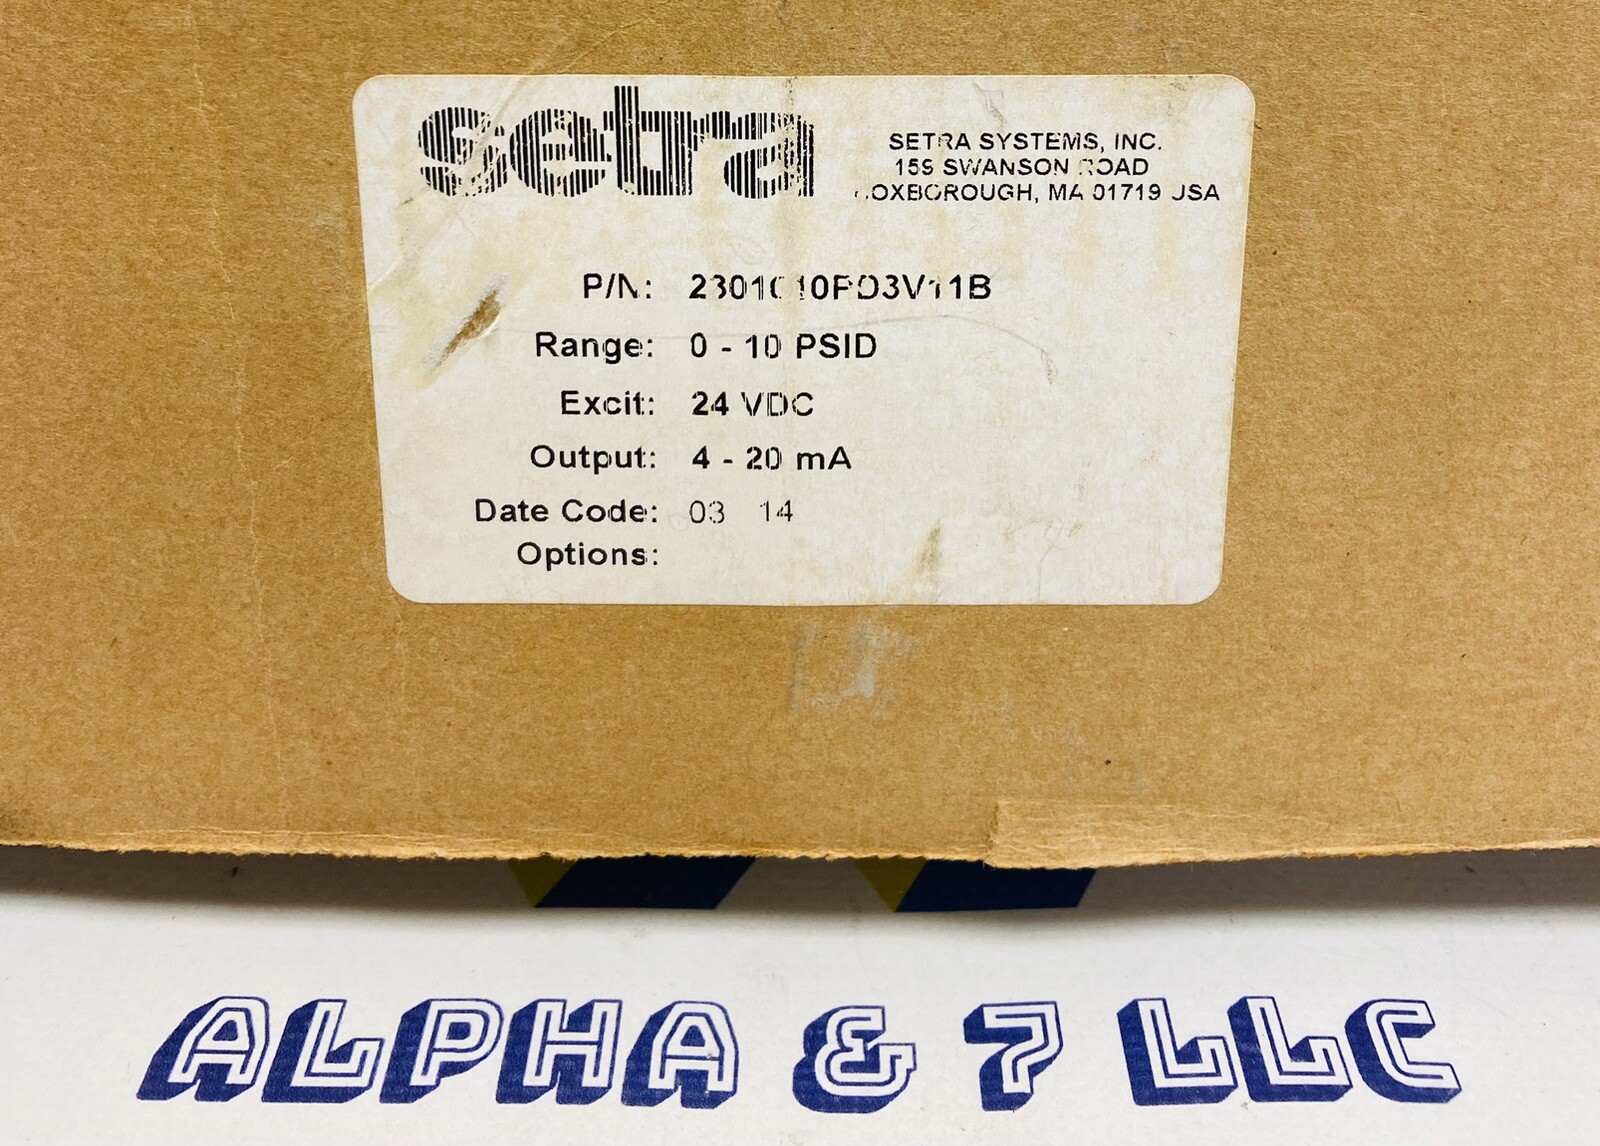 setra
SETRA SYSTEMS, INC.
159 SWANSON ROAD
BOXBOROUGH, MA 01719 USA
P/N: 2301010PD3V11B
Range: 0 - 10 PSID
Excit: 24 VDC
Output: 4 - 20 mA
Date Code: 03 14
Options:
ALPHA & 7 LLC